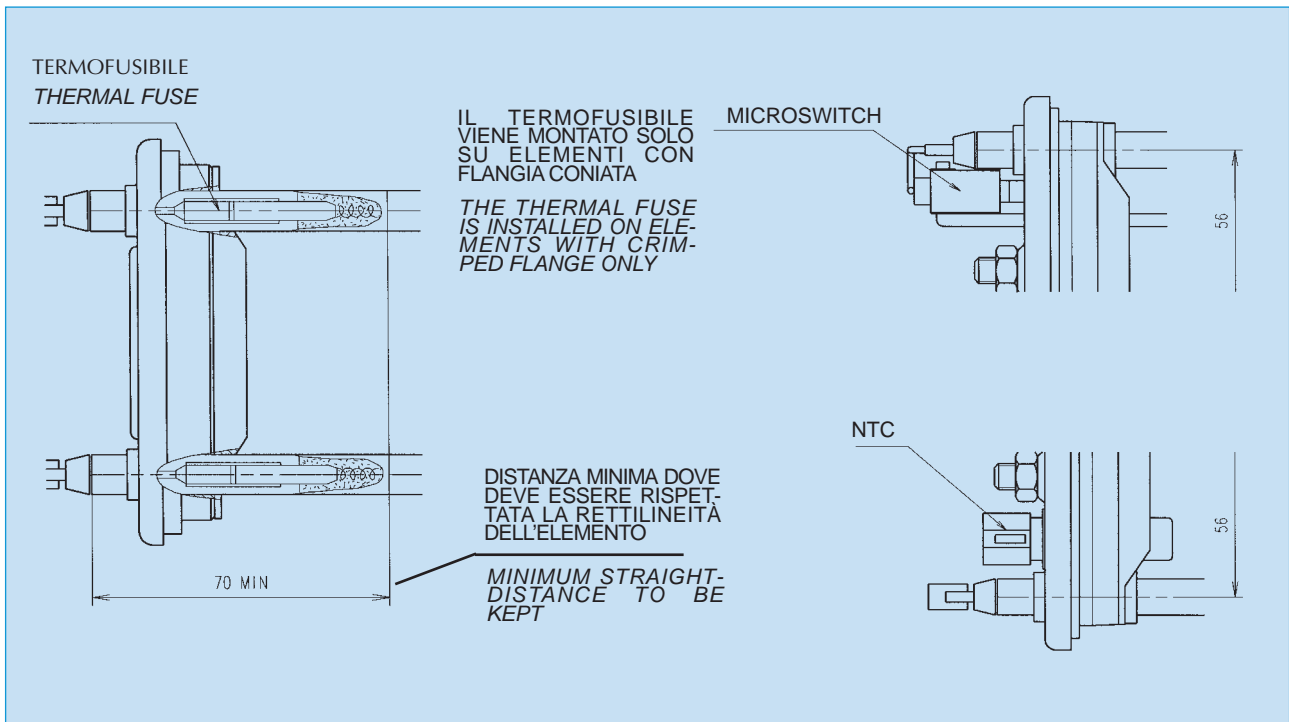 TERMOFUSIBILE
THERMAL FUSE
IL TERMOFUSIBILE
VIENE MONTATO SOLO
SU ELEMENTI CON
FLANGIA CONIATA
THE THERMAL FUSE
IS INSTALLED ON ELE-
MENTS WITH CRIM-
PED FLANGE ONLY
MICROSWITCH
56
NTC
56
DISTANZA MINIMA DOVE
DEVE ESSERE RISPET-
TATA LA RETTILINEITÀ
DELL'ELEMENTO
70 MIN
MINIMUM STRAIGHT-
DISTANCE TO BE
KEPT